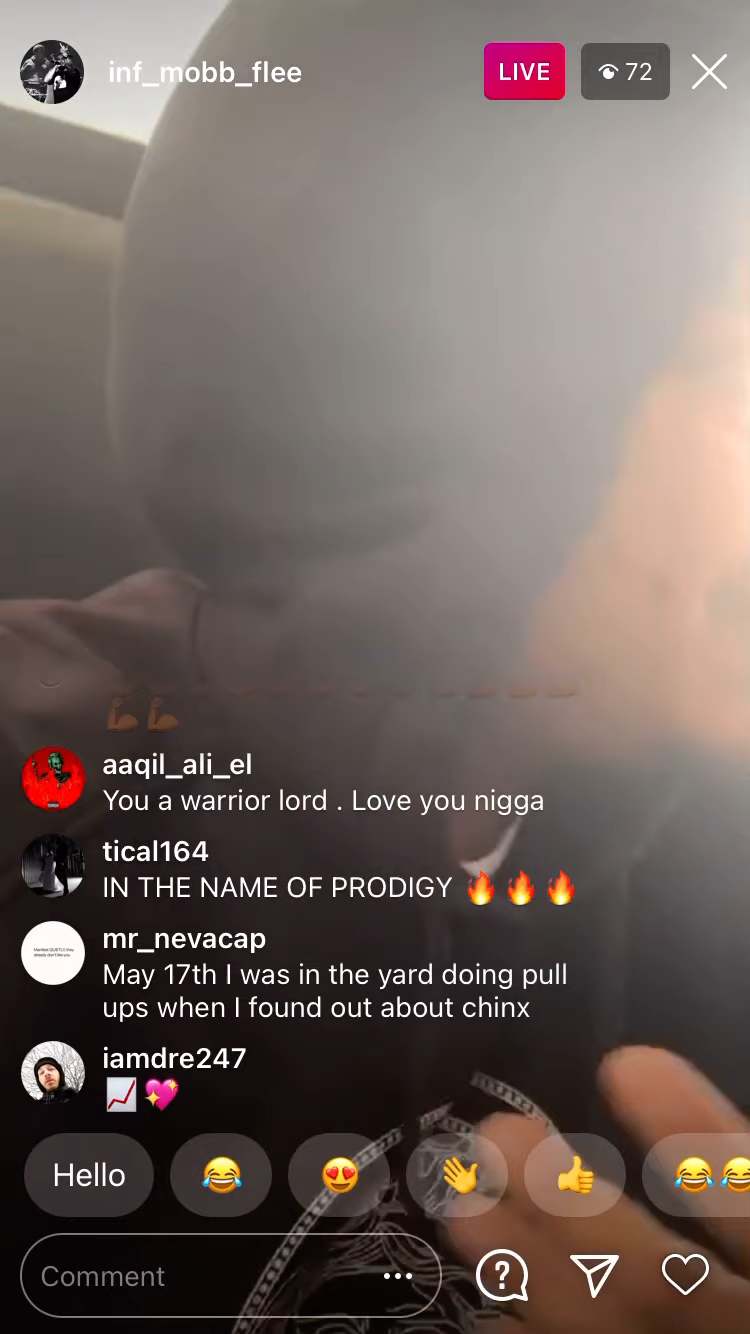 inf_mobb_flee
LIVE
72
💪🏾💪🏾
aaqil_ali_el
You a warrior lord . Love you nigga
tical164
IN THE NAME OF PRODIGY 🔥🔥🔥
mr_nevacap
May 17th I was in the yard doing pull
ups when I found out about chinx
iamdre247
📈💖
Hello
😂
😍
👋
👍
😂😂
Comment